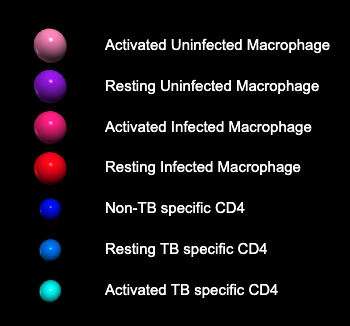 Activated Uninfected Macrophage
Resting Uninfected Macrophage
Activated Infected Macrophage
Resting Infected Macrophage
Non-TB specific CD4
Resting TB specific CD4
Activated TB specific CD4